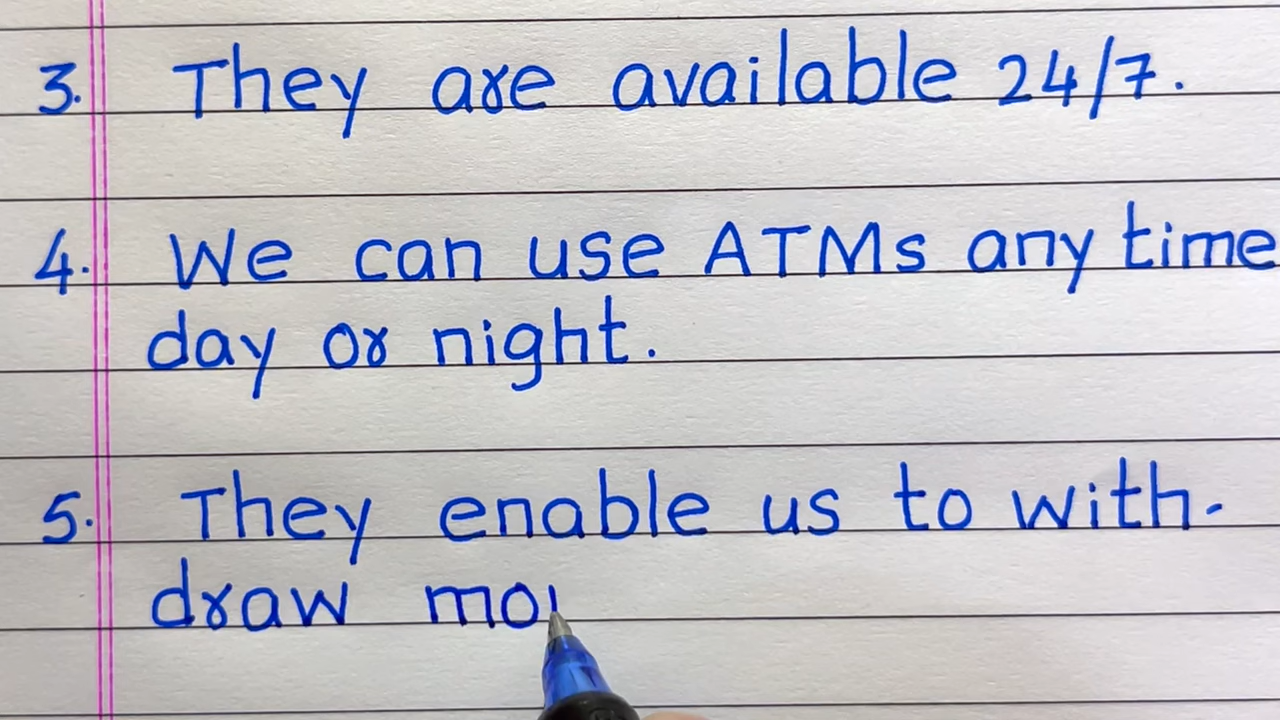 3. They are available 24/7.
4. We can use ATMs any time
day or night.
5. They enable us to with-
draw mo